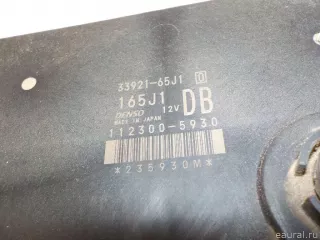 33921-65J1 D
165J1 12V DB
DENSO
MADE IN JAPAN
112300-5930
*235930M*
eaural.ru